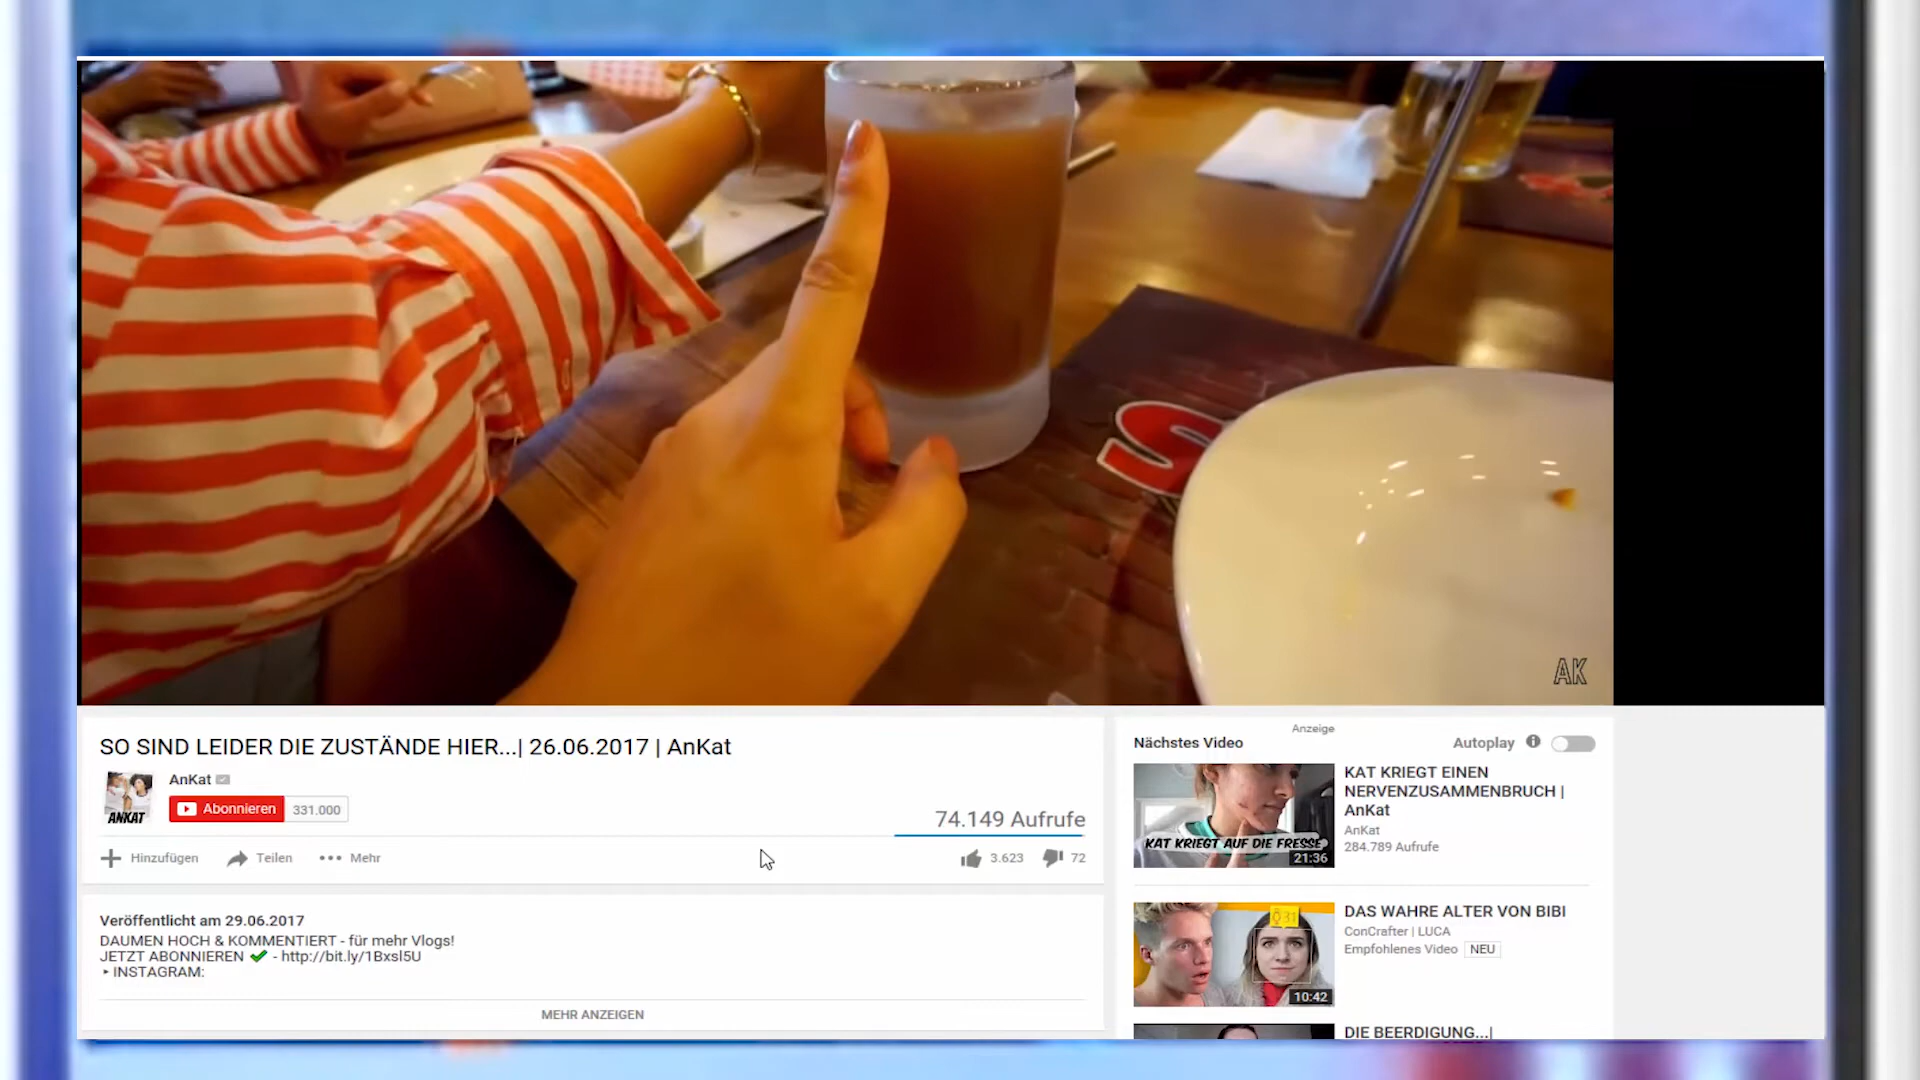 S
AK
SO SIND LEIDER DIE ZUSTÄNDE HIER...| 26.06.2017 | AnKat
ANKAT
AnKat
Abonnieren 331.000
74.149 Aufrufe
Hinzufügen Teilen Mehr
3.623 72
Veröffentlicht am 29.06.2017
DAUMEN HOCH & KOMMENTIERT - für mehr Vlogs!
JETZT ABONNIEREN ✔ - http://bit.ly/1Bxsl5U
‣ INSTAGRAM:
MEHR ANZEIGEN
Anzeige
Nächstes Video
Autoplay
KAT KRIEGT AUF DIE FRESSE
21:36
KAT KRIEGT EINEN
NERVENZUSAMMENBRUCH |
AnKat
AnKat
284.789 Aufrufe
31
10:42
DAS WAHRE ALTER VON BIBI
ConCrafter | LUCA
Empfohlenes Video NEU
DIE BEERDIGUNG...|